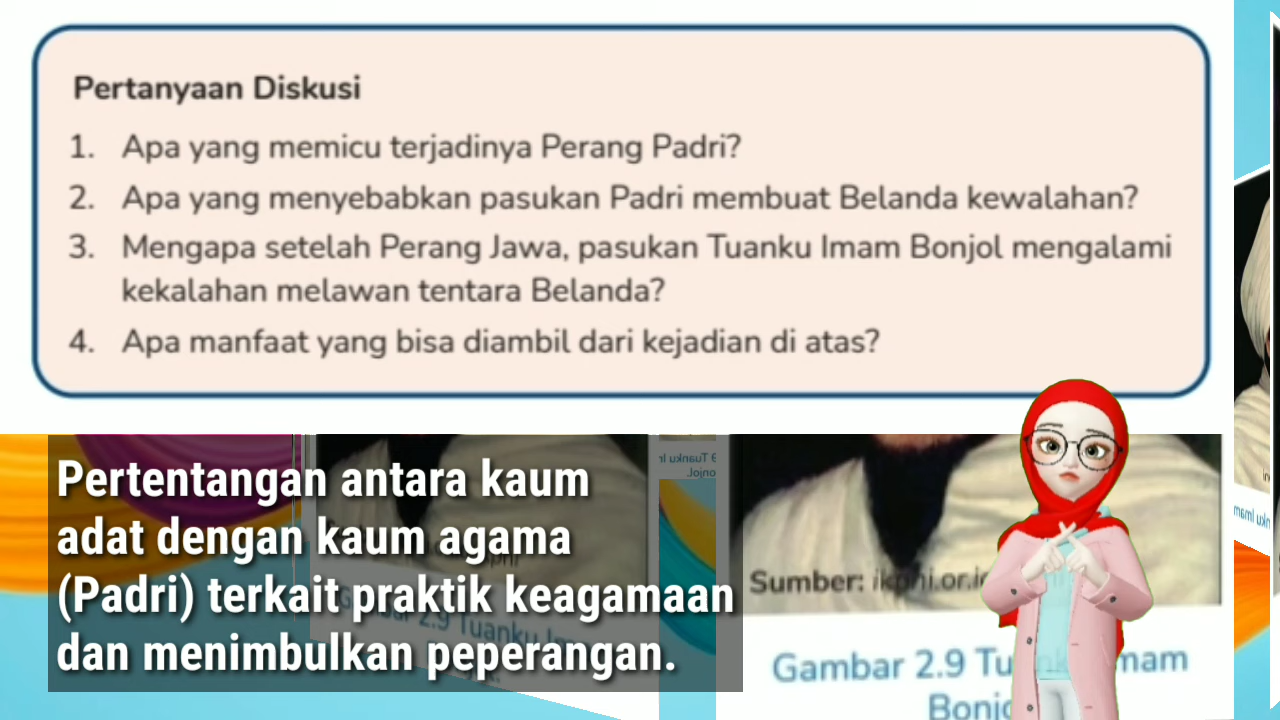 Pertanyaan Diskusi
1. Apa yang memicu terjadinya Perang Padri?
2. Apa yang menyebabkan pasukan Padri membuat Belanda kewalahan?
3. Mengapa setelah Perang Jawa, pasukan Tuanku Imam Bonjol mengalami
kekalahan melawan tentara Belanda?
4. Apa manfaat yang bisa diambil dari kejadian di atas?
Pertentangan antara kaum
adat dengan kaum agama
(Padri) terkait praktik keagamaan
dan menimbulkan peperangan.
Sumber:
Gambar 2.9